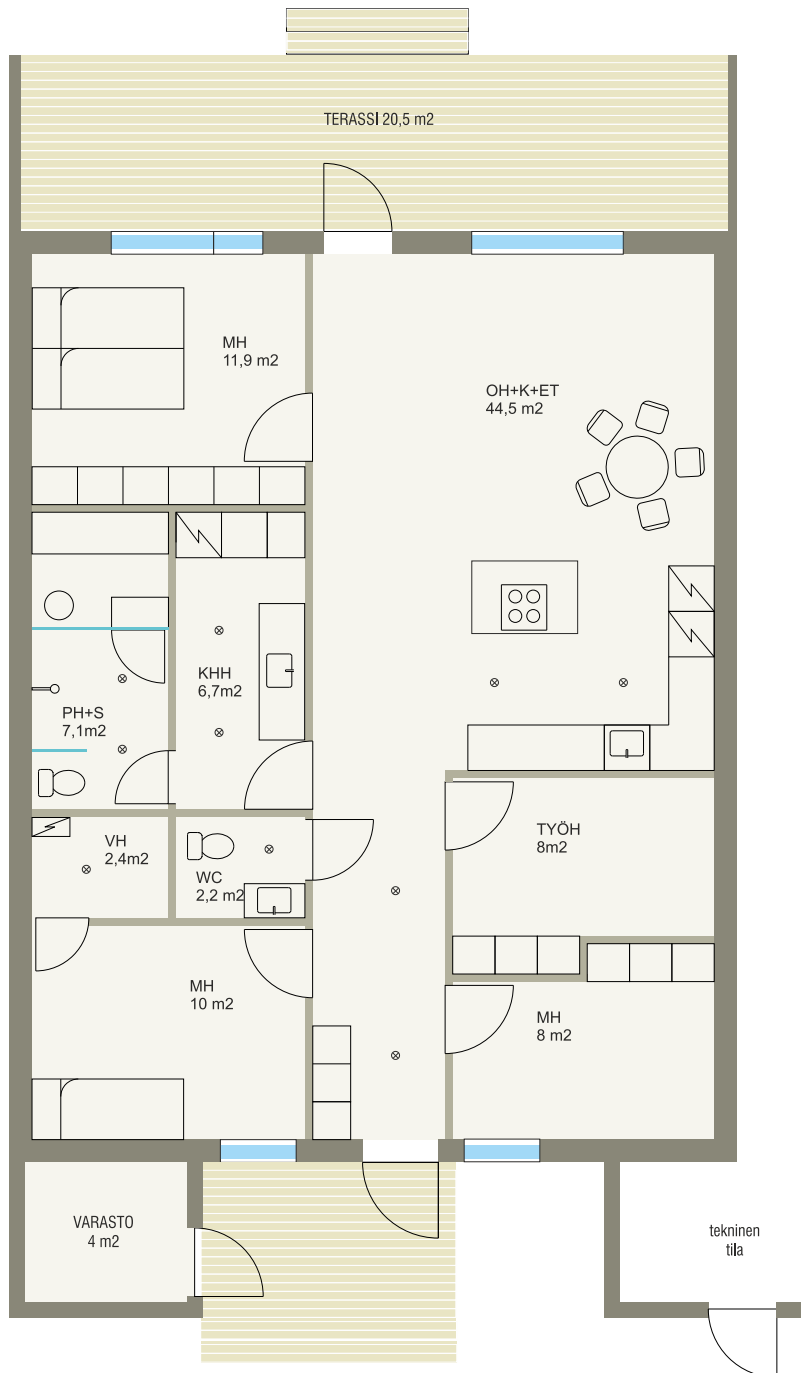 TERASSI 20,5 m2
MH
11,9 m2
OH+K+ET
44,5 m2
KHH
6,7m2
PH+S
7,1m2
VH
2,4m2
WC
2,2 m2
TYÖH
8m2
MH
10 m2
MH
8 m2
VARASTO
4 m2
tekninen
tila